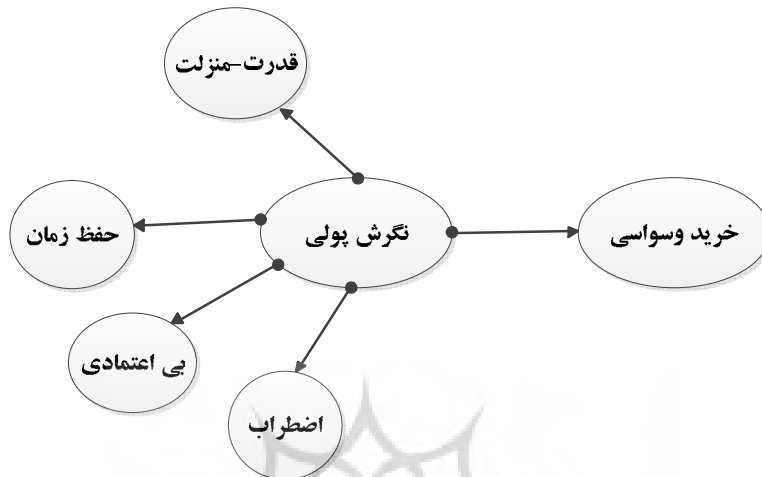 قدرت-منزلت
حفظ زمان
نگرش پولی
خرید وسواسی
بی اعتمادی
اضطراب